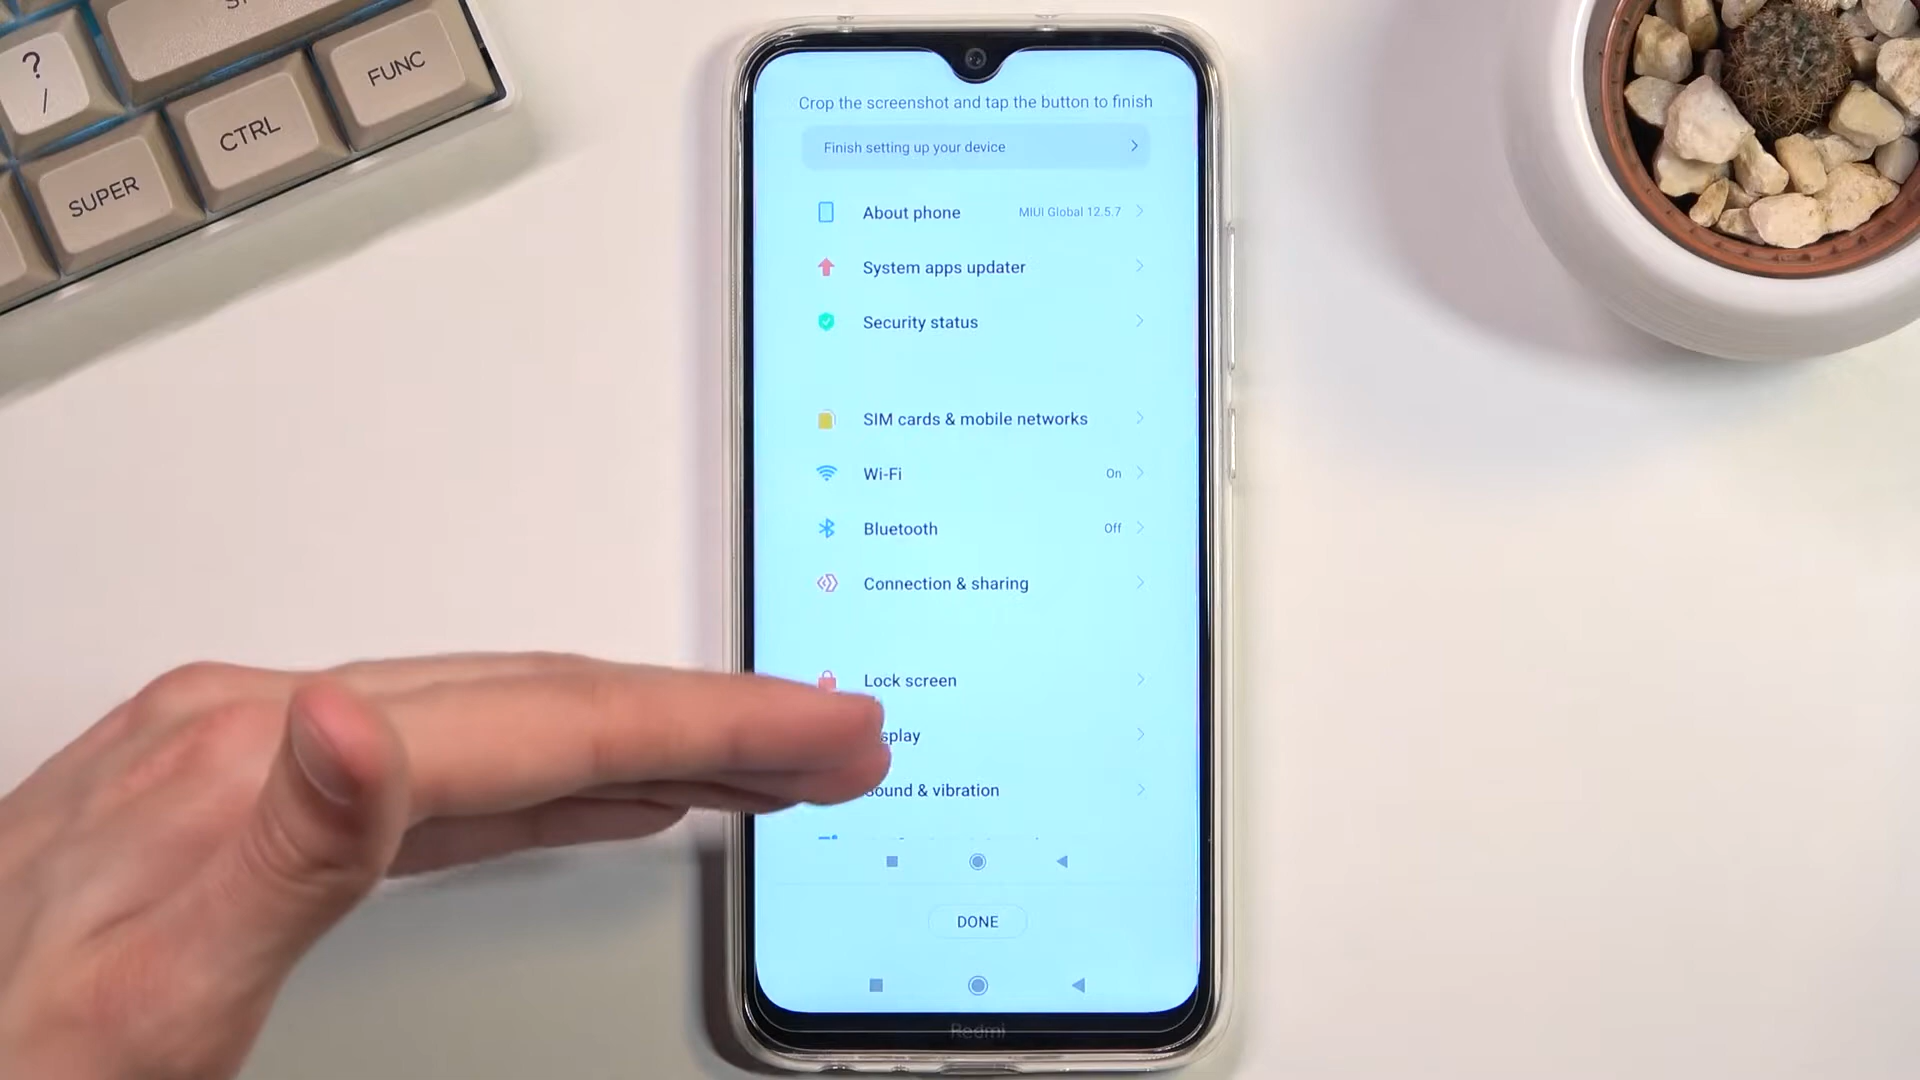 ?
/
FUNC
CTRL
SUPER
Crop the screenshot and tap the button to finish
Finish setting up your device
About phone MIUI Global 12.5.7
System apps updater
Security status
SIM cards & mobile networks
Wi-Fi On
Bluetooth Off
Connection & sharing
Lock screen
splay
Sound & vibration
DONE
Redmi